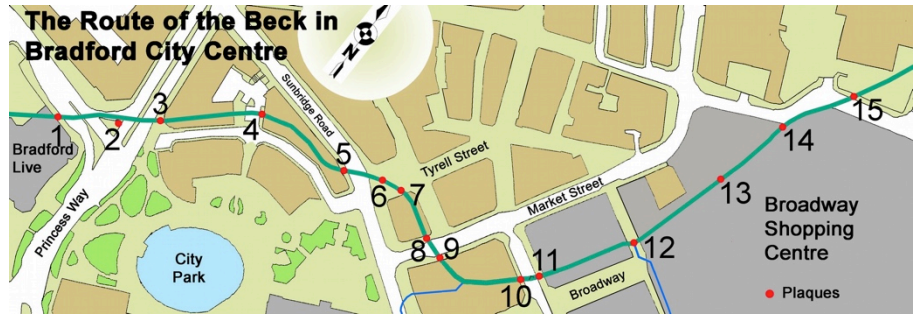 The Route of the Beck in
Bradford City Centre
N
Sunbridge Road
1
2
3
4
5
6
7
8
9
10
11
12
13
14
15
Bradford
Live
Princess Way
Tyrell Street
Market Street
City
Park
Broadway
Broadway
Shopping
Centre
Plaques